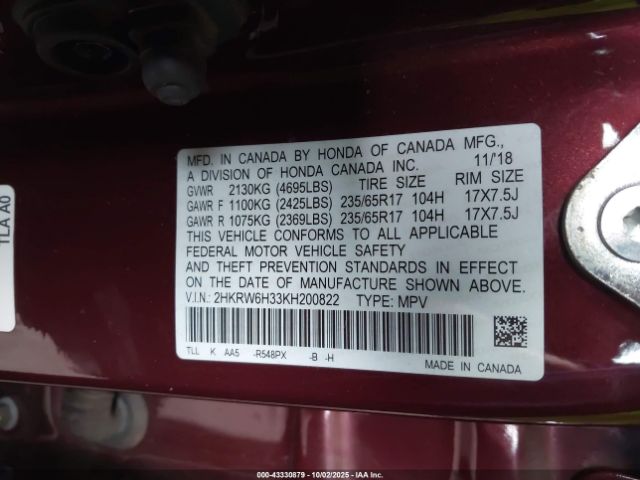 MFD. IN CANADA BY HONDA OF CANADA MFG.,
A DIVISION OF HONDA CANADA INC. 11/'18
GVWR 2130KG (4695LBS) TIRE SIZE RIM SIZE
GAWR F 1100KG (2425LBS) 235/65R17 104H 17X7.5J
GAWR R 1075KG (2369LBS) 235/65R17 104H 17X7.5J
THIS VEHICLE CONFORMS TO ALL APPLICABLE
FEDERAL MOTOR VEHICLE SAFETY
AND THEFT PREVENTION STANDARDS IN EFFECT
ON THE DATE OF MANUFACTURE SHOWN ABOVE.
V.I.N.: 2HKRW6H33KH200822 TYPE: MPV
TLL K AA5 -R548PX -B -H
MADE IN CANADA
TLA A0
000-43330879 - 10/02/2025 - IAA Inc.